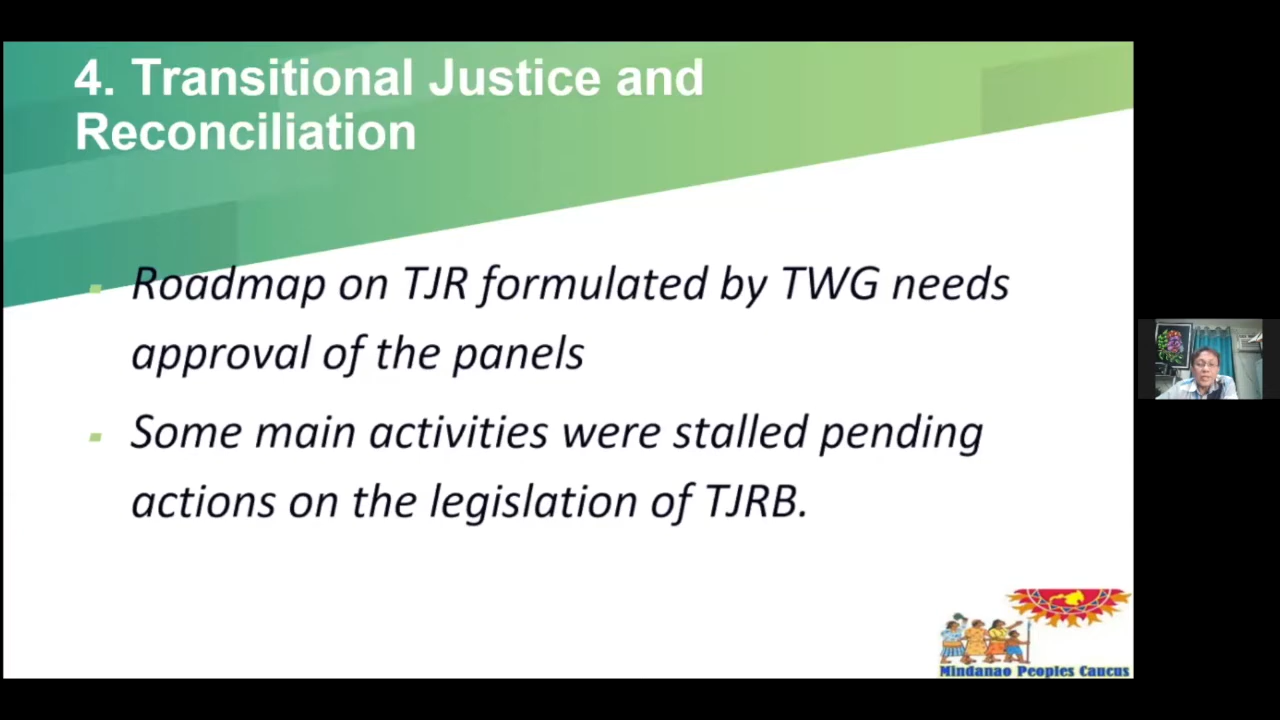 4. Transitional Justice and
Reconciliation
Roadmap on TJR formulated by TWG needs
approval of the panels
Some main activities were stalled pending
actions on the legislation of TJRB.
Mindanao Peoples Caucus